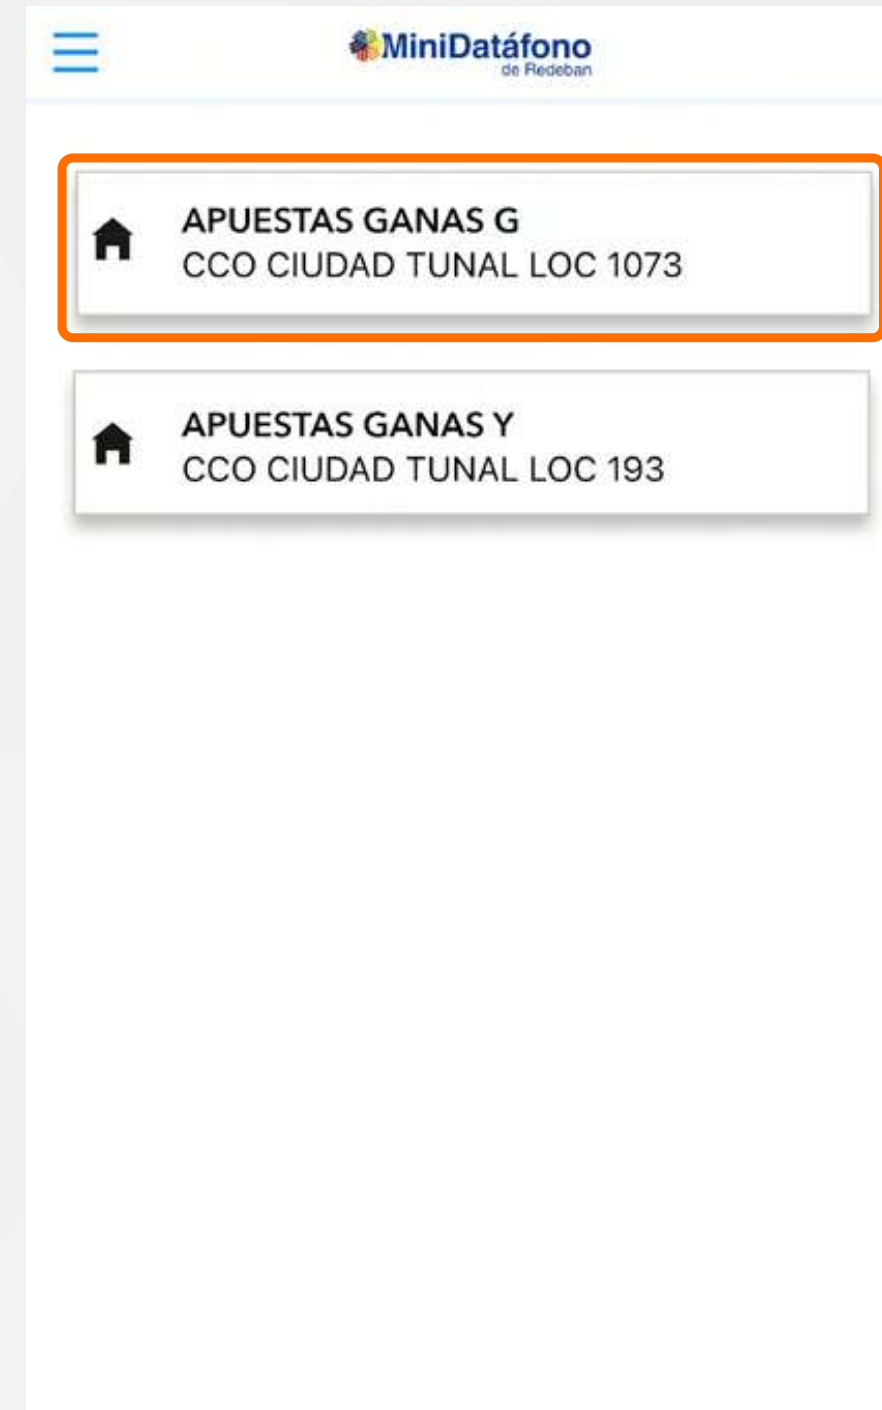 MiniDatáfono
de Redeban
APUESTAS GANAS G
CCO CIUDAD TUNAL LOC 1073
APUESTAS GANAS Y
CCO CIUDAD TUNAL LOC 193